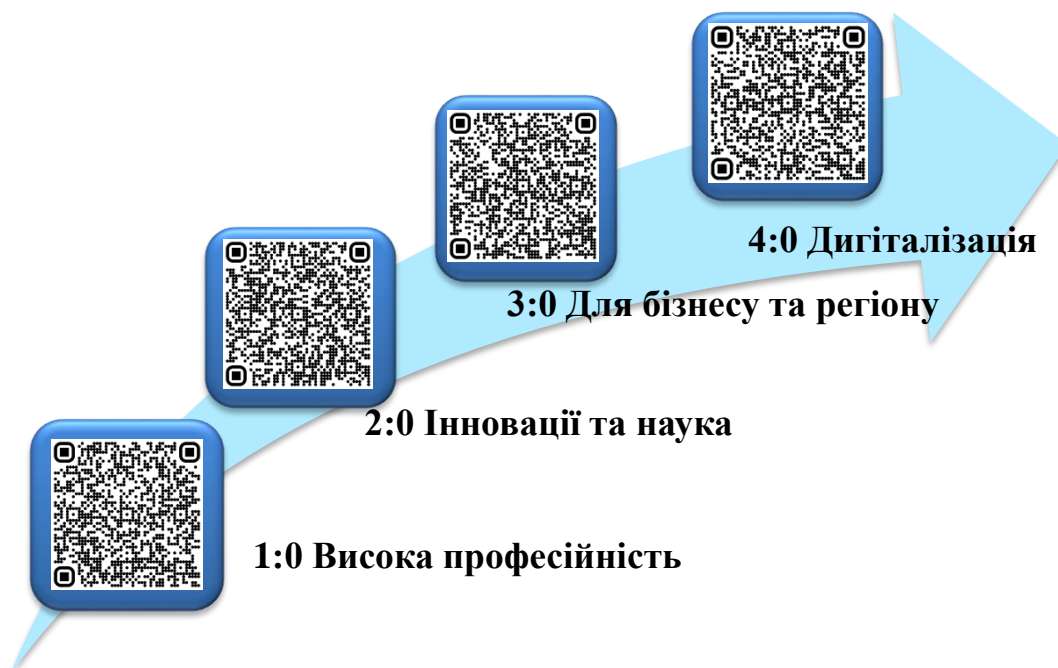 4:0 Дигіталізація
3:0 Для бізнесу та регіону
2:0 Інновації та наука
1:0 Висока професійність